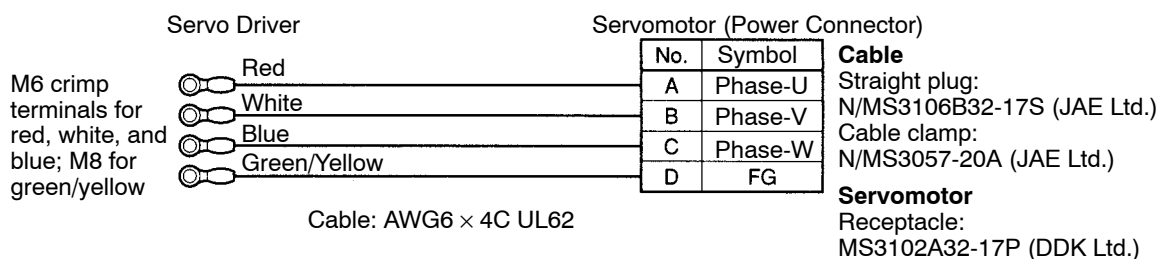 Servo Driver
Servomotor (Power Connector)
M6 crimp
terminals for
red, white, and
blue; M8 for
green/yellow
Red
White
Blue
Green/Yellow
No. Symbol
A Phase-U
B Phase-V
C Phase-W
D FG
Cable: AWG6 × 4C UL62
Cable
Straight plug:
N/MS3106B32-17S (JAE Ltd.)
Cable clamp:
N/MS3057-20A (JAE Ltd.)
Servomotor
Receptacle:
MS3102A32-17P (DDK Ltd.)